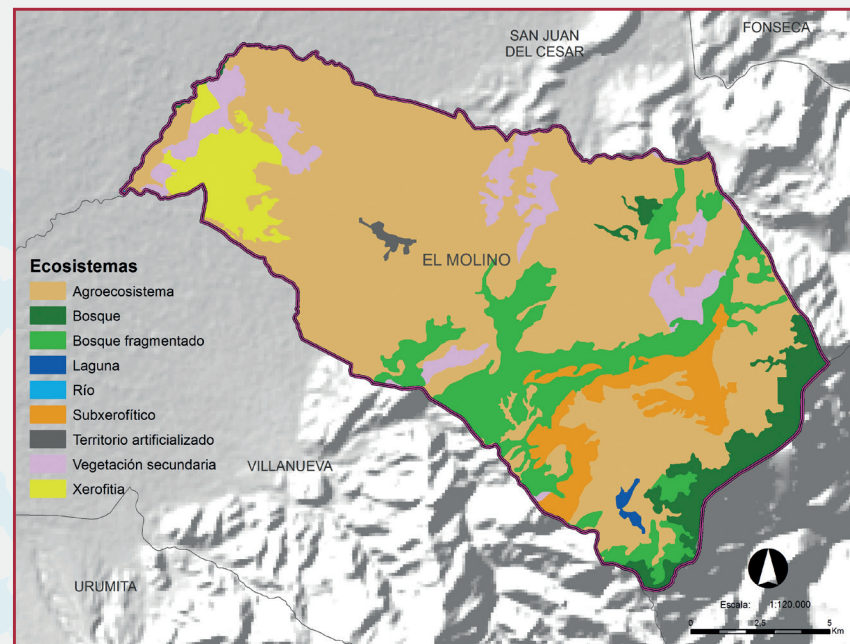 SAN JUAN
DEL CESAR
FONSECA
EL MOLINO
Ecosistemas
Agroecosistema
Bosque
Bosque fragmentado
Laguna
Río
Subxerofítico
Territorio artificializado
Vegetación secundaria
Xerofitia
VILLANUEVA
URUMITA
Escala: 1:120.000
0 2,5 5
Km